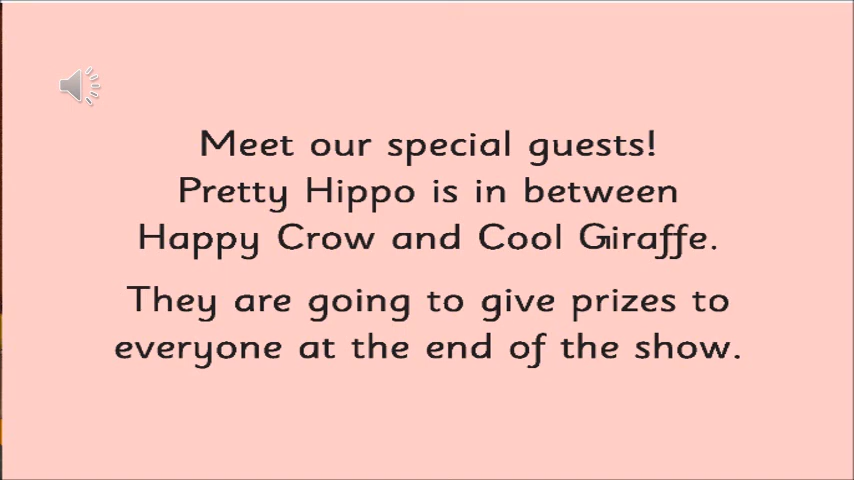 Meet our special guests!
Pretty Hippo is in between
Happy Crow and Cool Giraffe.
They are going to give prizes to
everyone at the end of the show.